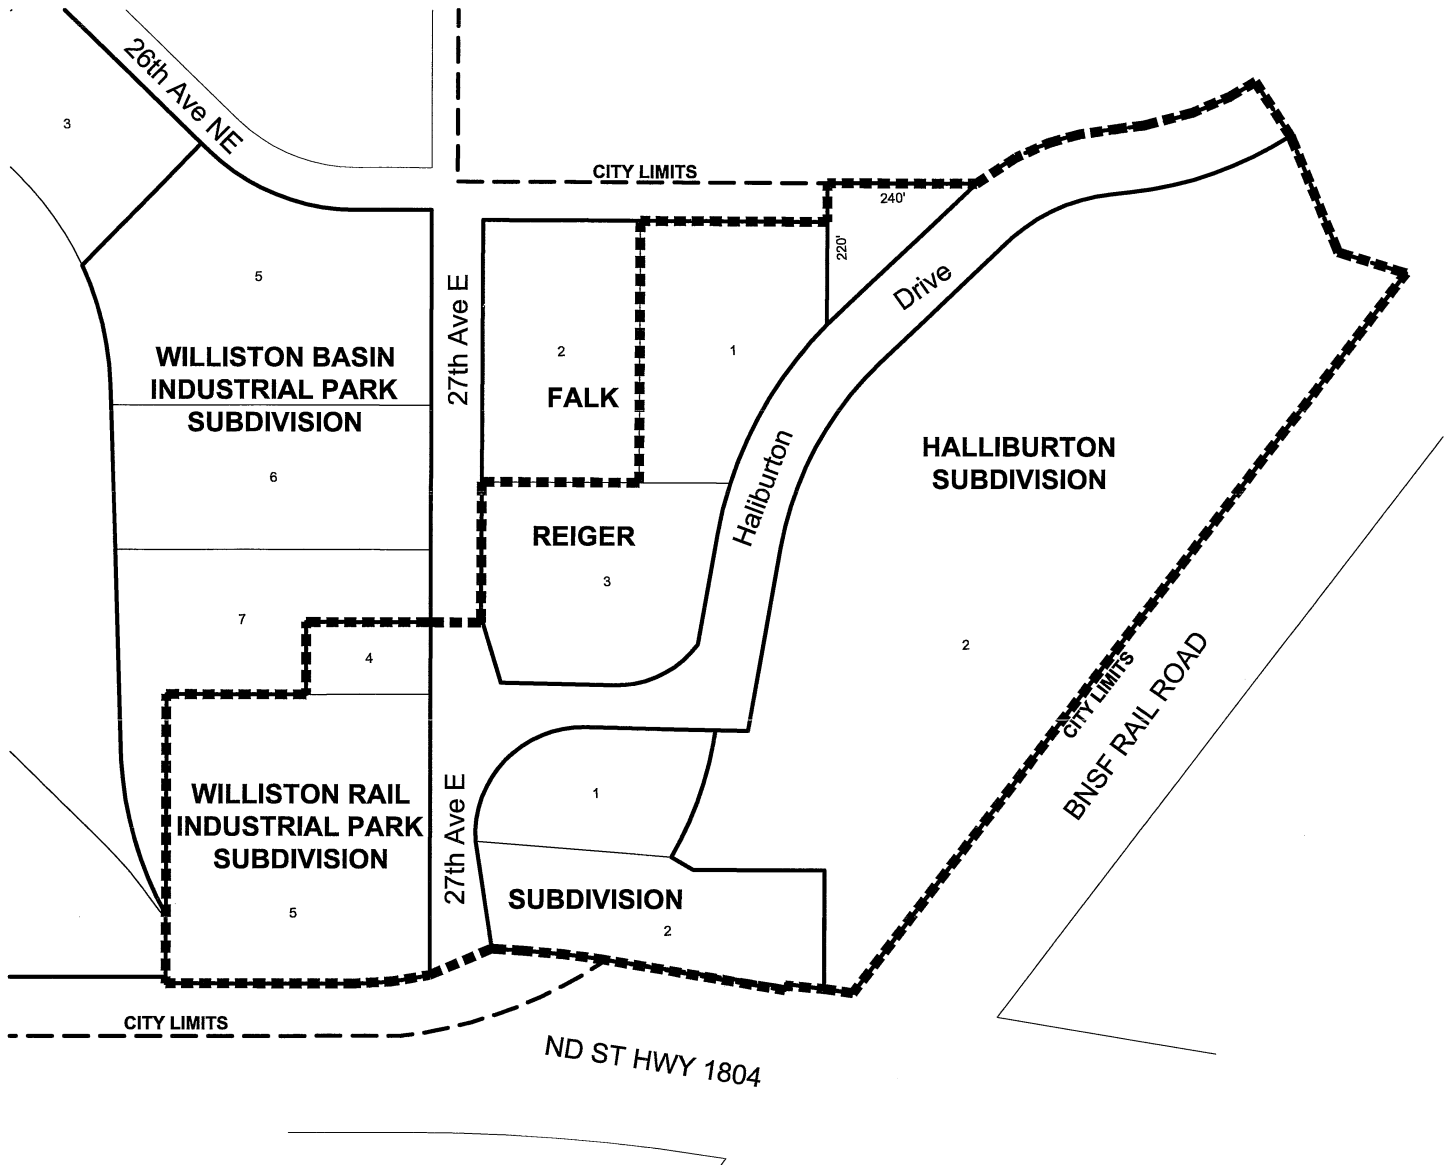 26th Ave NE
3
CITY LIMITS
240'
220'
5
Drive
27th Ave E
WILLISTON BASIN
INDUSTRIAL PARK
SUBDIVISION
2
1
FALK
Haliburton
HALLIBURTON
SUBDIVISION
6
REIGER
3
7
4
2
CITY LIMITS
BNSF RAIL ROAD
WILLISTON RAIL
INDUSTRIAL PARK
SUBDIVISION
27th Ave E
1
SUBDIVISION
5
2
CITY LIMITS
ND ST HWY 1804